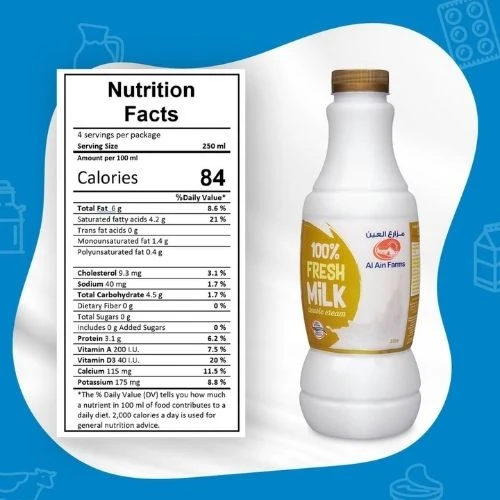 Nutrition
Facts
4 servings per package
Serving Size 250 ml
Amount per 100 ml
Calories 84
%Daily Value*
Total Fat 6 g 8.6 %
Saturated fatty acids 4.2 g 21 %
Trans fat acids 0 g
Monounsaturated fat 1.4 g
Polyunsaturated fat 0.4 g
Cholesterol 9.3 mg 3.1 %
Sodium 40 mg 1.7 %
Total Carbohydrate 4.5 g 1.7 %
Dietary Fiber 0 g 0 %
Total Sugars 0 g
Includes 0 g Added Sugars 0 %
Protein 3.1 g 6.2 %
Vitamin A 200 I.U. 7.5 %
Vitamin D3 40 I.U. 20 %
Calcium 115 mg 11.5 %
Potassium 175 mg 8.8 %
*The % Daily Value (DV) tells you how much
a nutrient in 100 ml of food contributes to a
daily diet. 2,000 calories a day is used for
general nutrition advice.
مزارع العين
Al Ain Farms
100%
FRESH
MiLK
double cream